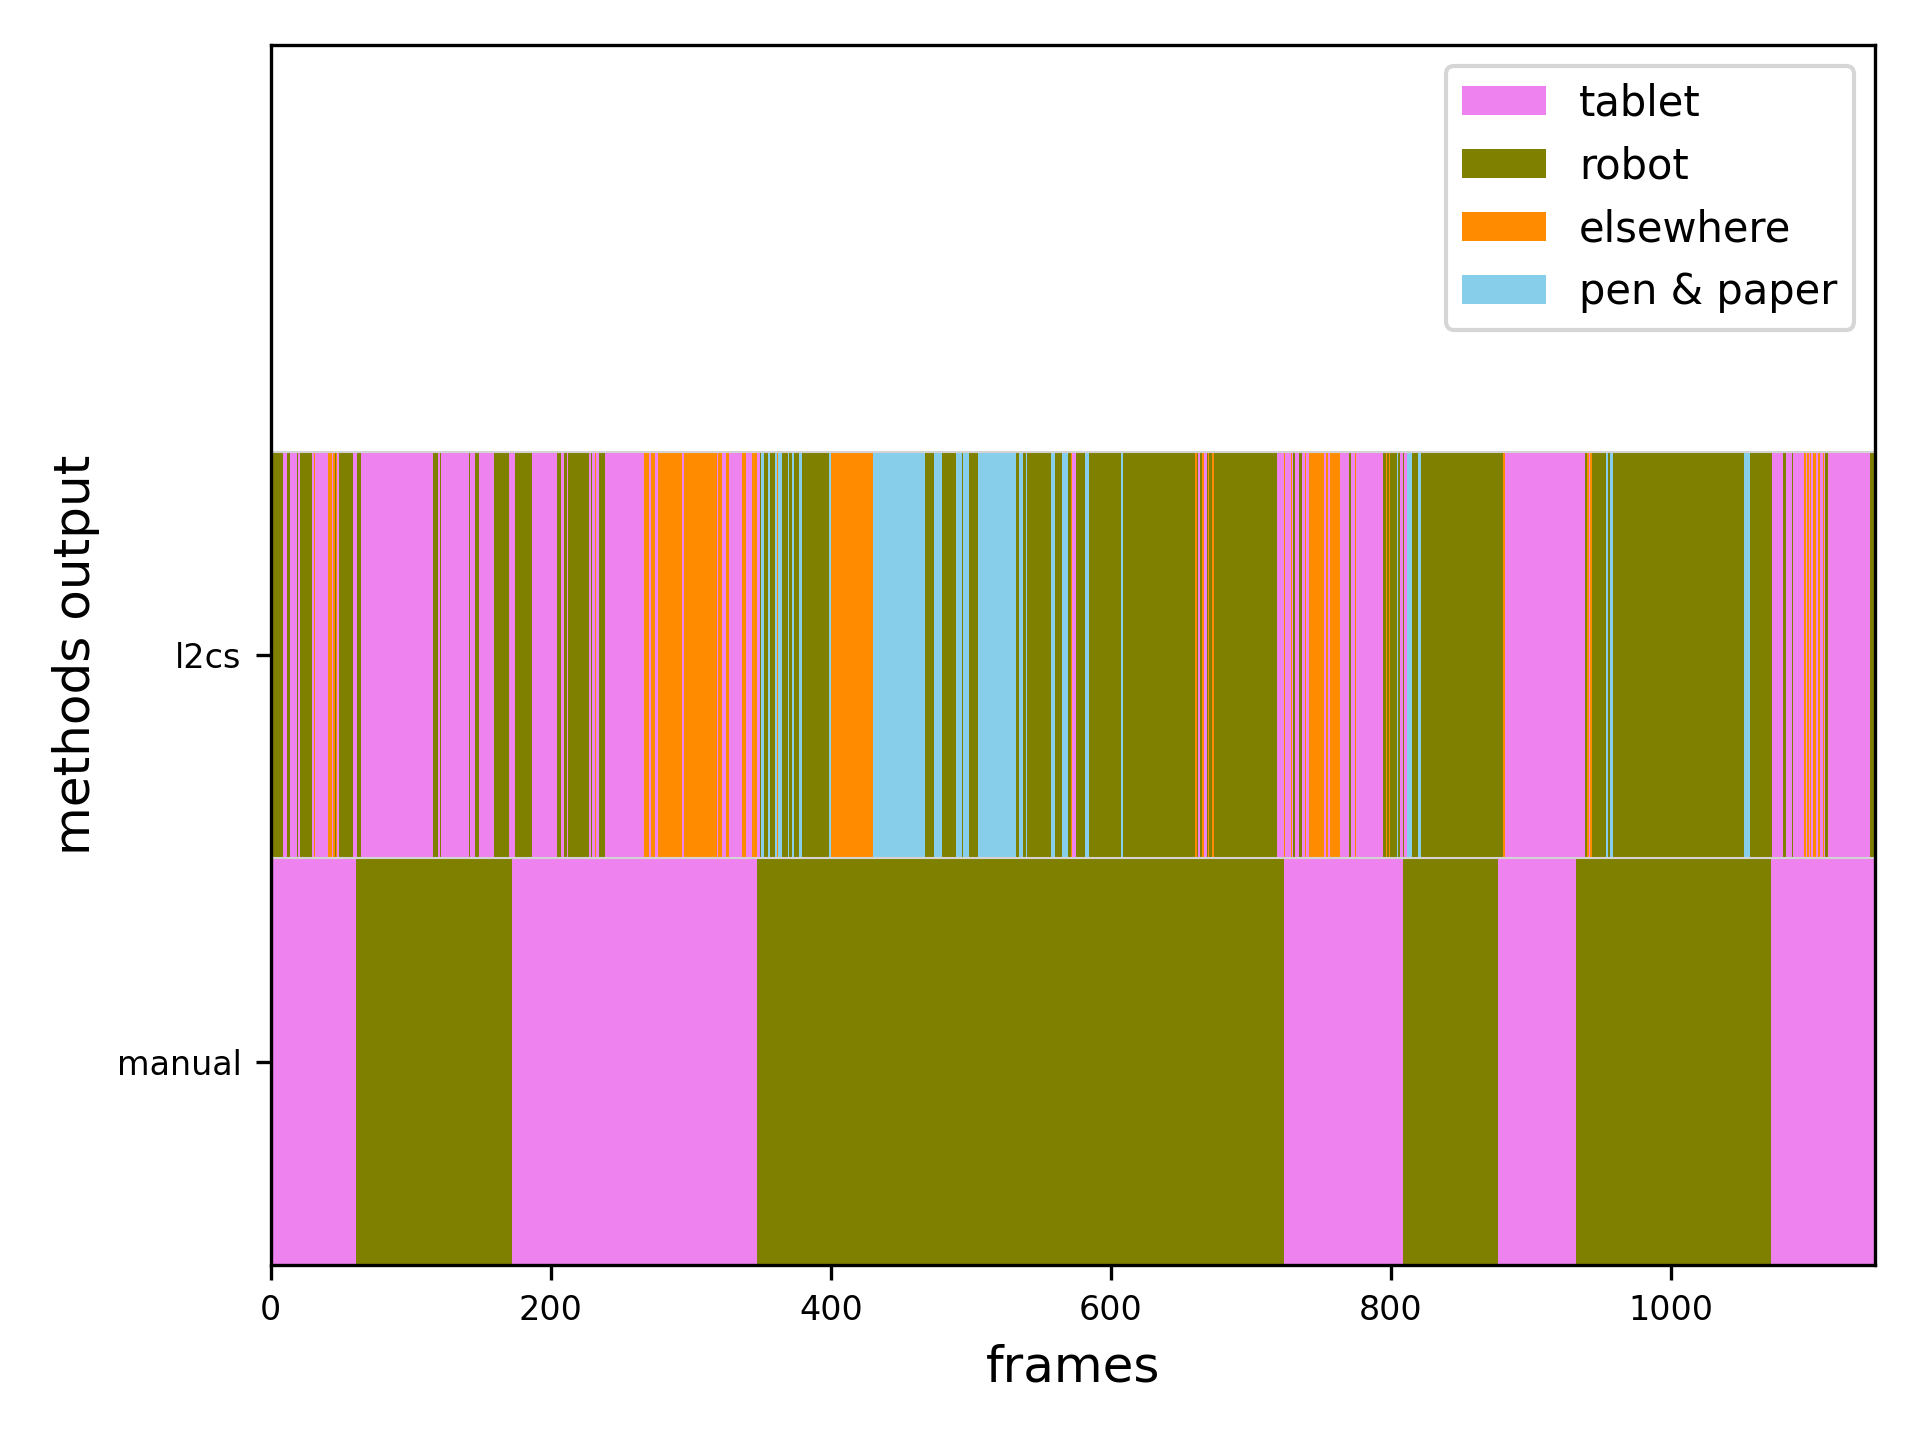 tablet
robot
elsewhere
pen & paper
methods output
l2cs
manual
0 200 400 600 800 1000
frames